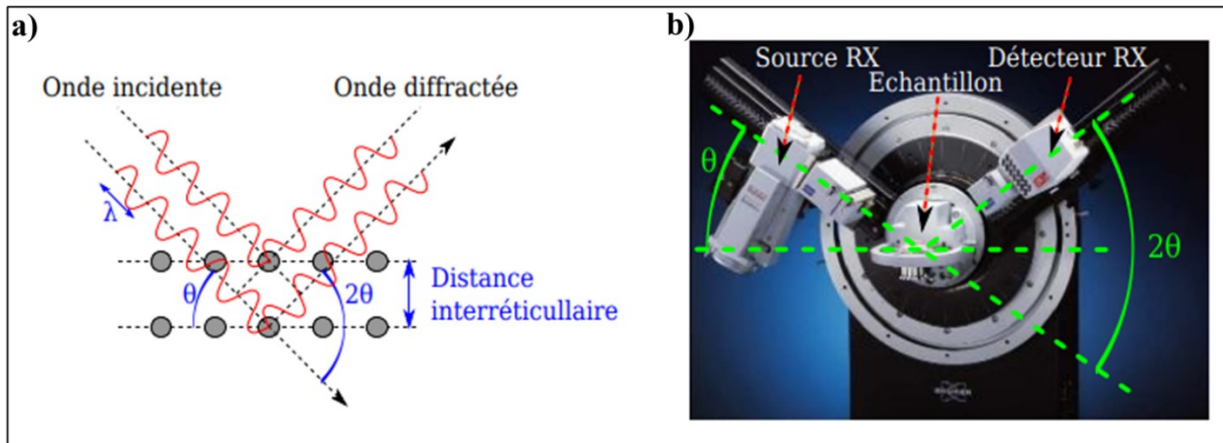 a)
Onde incidente
Onde diffractée
λ
θ
2θ
Distance
interréticullaire
b)
Source RX
Détecteur RX
Echantillon
θ
2θ